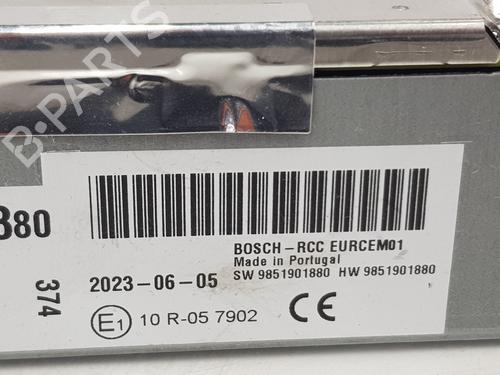 B-PARTS
B80
BOSCH-RCC EURCEM01
Made in Portugal
374
2023-06-05
SW 9851901880 HW 9851901880
E1 10 R-05 7902
CE